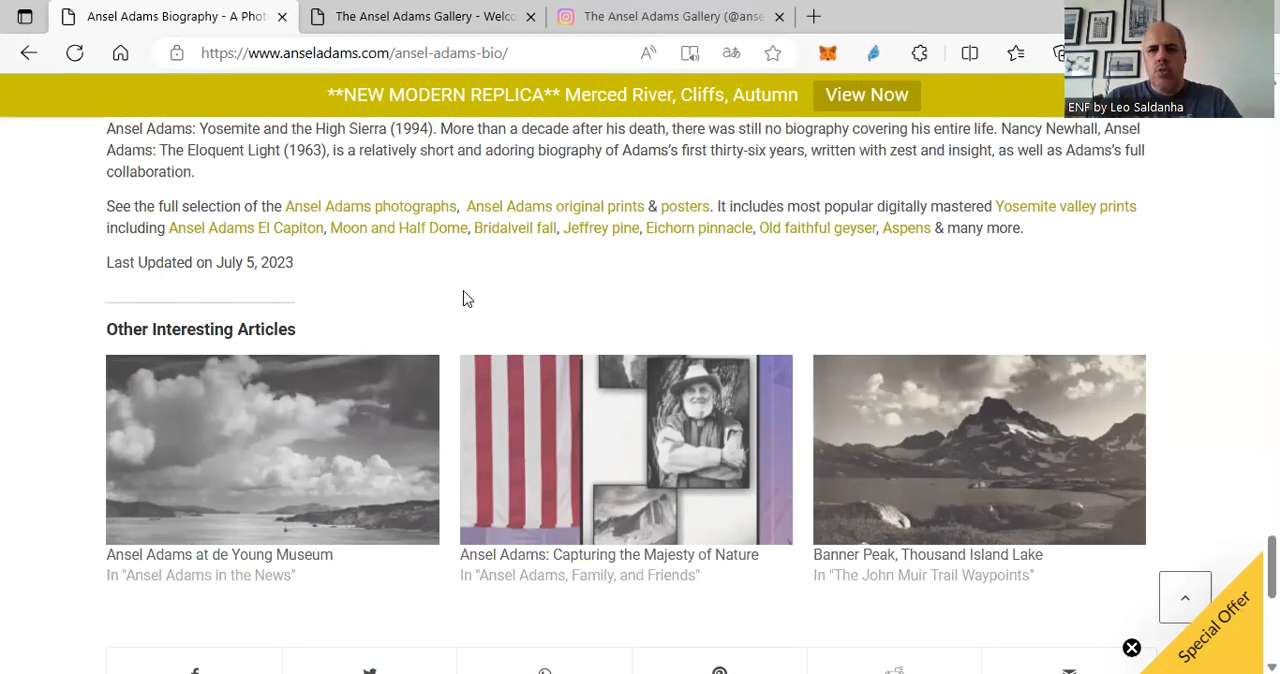 Ansel Adams Biography - A Phot
The Ansel Adams Gallery - Welco
The Ansel Adams Gallery (@anse
https://www.anseladams.com/ansel-adams-bio/
**NEW MODERN REPLICA** Merced River, Cliffs, Autumn
View Now
ENF by Leo Saldanha
Ansel Adams: Yosemite and the High Sierra (1994). More than a decade after his death, there was still no biography covering his entire life. Nancy Newhall, Ansel
Adams: The Eloquent Light (1963), is a relatively short and adoring biography of Adams's first thirty-six years, written with zest and insight, as well as Adams's full
collaboration.
See the full selection of the Ansel Adams photographs, Ansel Adams original prints & posters. It includes most popular digitally mastered Yosemite valley prints
including Ansel Adams El Capiton, Moon and Half Dome, Bridalveil fall, Jeffrey pine, Eichorn pinnacle, Old faithful geyser, Aspens & many more.
Last Updated on July 5, 2023
Other Interesting Articles
Ansel Adams at de Young Museum
In "Ansel Adams in the News"
Ansel Adams: Capturing the Majesty of Nature
In "Ansel Adams, Family, and Friends"
Banner Peak, Thousand Island Lake
In "The John Muir Trail Waypoints"
Special Offer